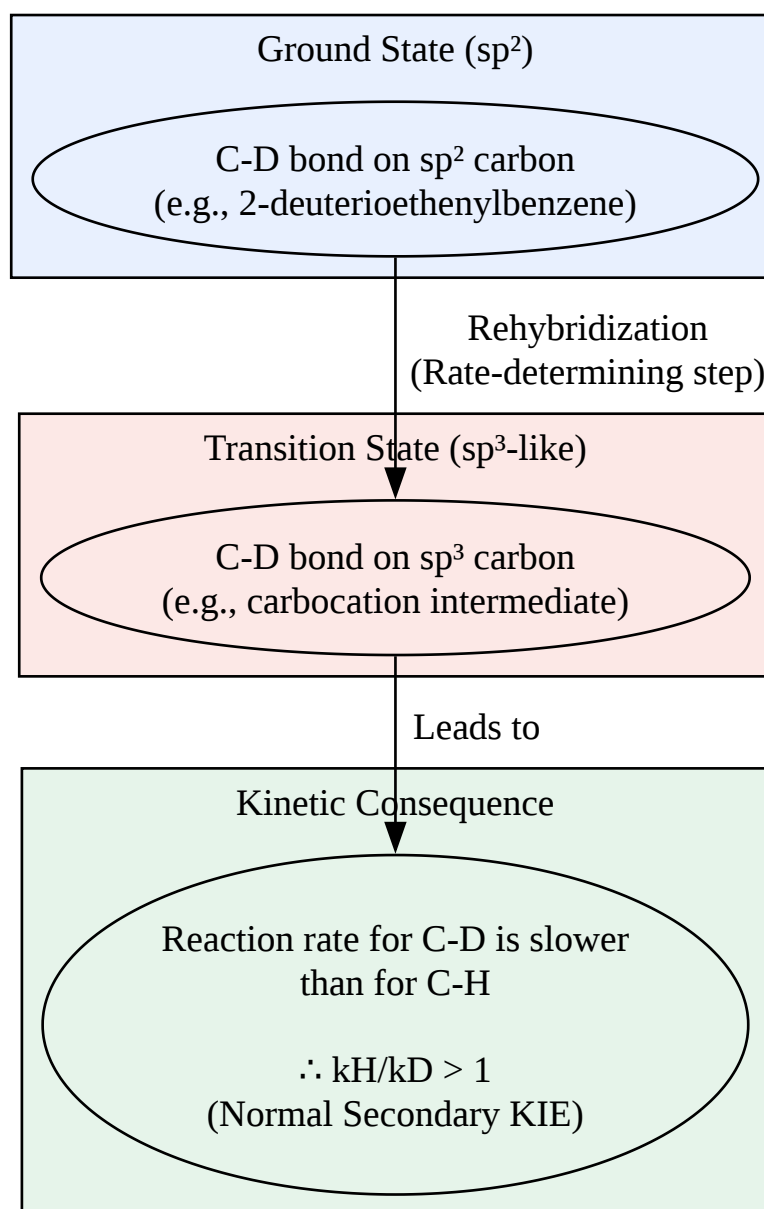 Ground State (sp²)
C-D bond on sp² carbon
(e.g., 2-deuterioethenylbenzene)
Rehybridization
(Rate-determining step)
Transition State (sp³-like)
C-D bond on sp³ carbon
(e.g., carbocation intermediate)
Leads to
Kinetic Consequence
Reaction rate for C-D is slower
than for C-H
∴ kH/kD > 1
(Normal Secondary KIE)